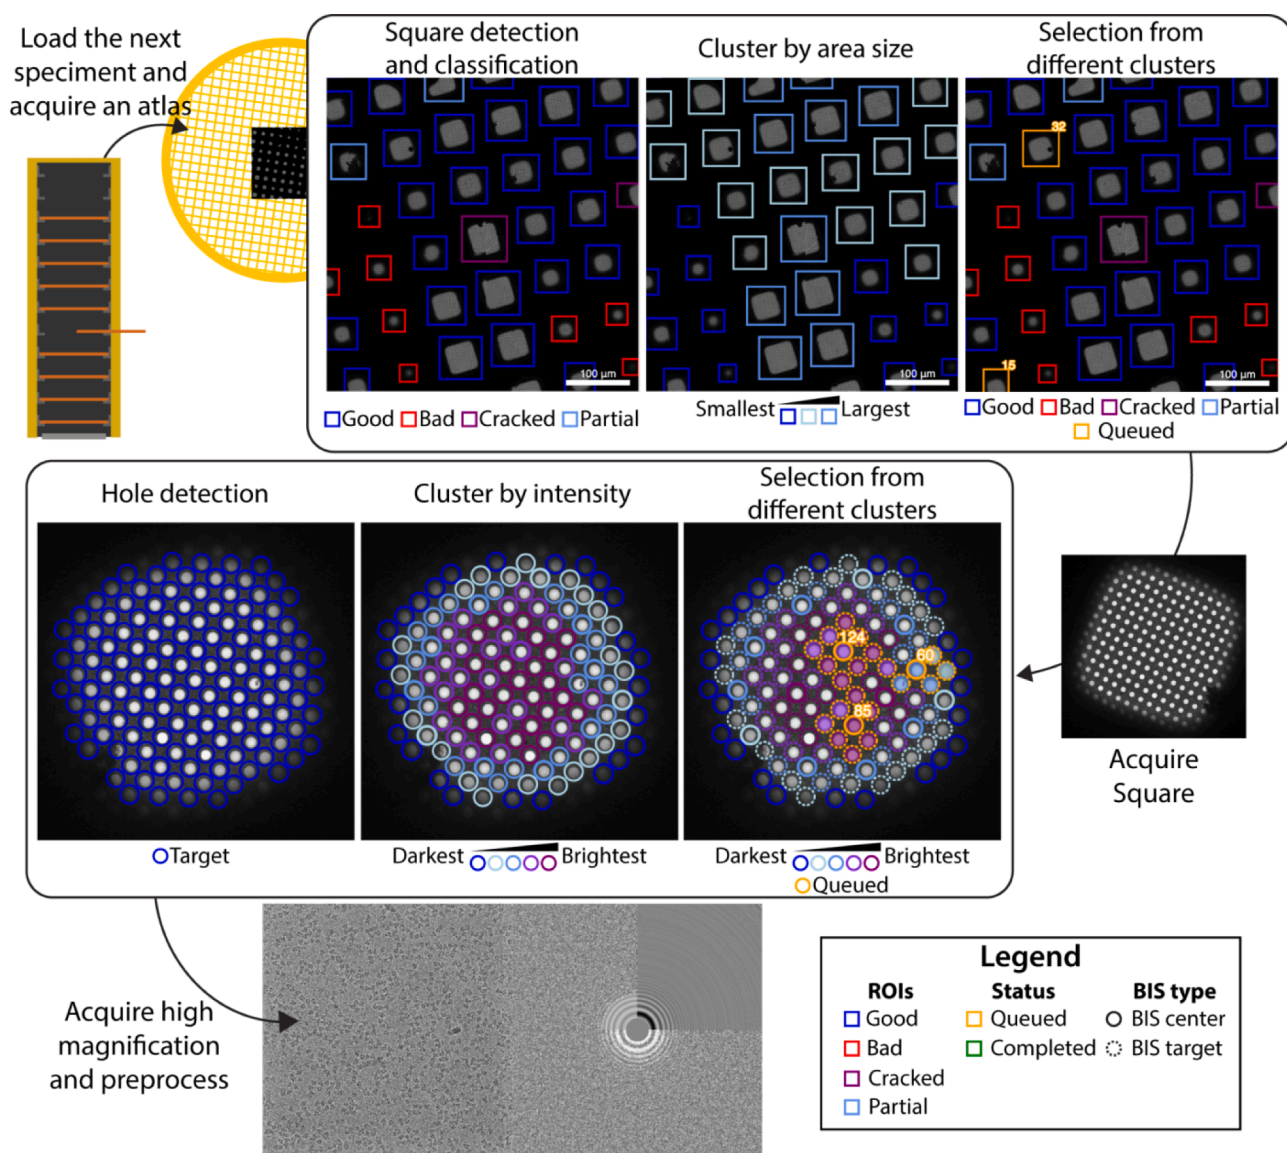 Load the next
speciment and
acquire an atlas
Square detection
and classification
Cluster by area size
Selection from
different clusters
32
15
100 μm
100 μm
100 μm
Good Bad Cracked Partial
Smallest Largest
Good Bad Cracked Partial
Queued
Hole detection
Cluster by intensity
Selection from
different clusters
124
60
85
Target
Darkest Brightest
Darkest Brightest
Queued
Acquire
Square
Acquire high
magnification
and preprocess
Legend
ROIs Status BIS type
Good Queued BIS center
Bad Completed BIS target
Cracked
Partial